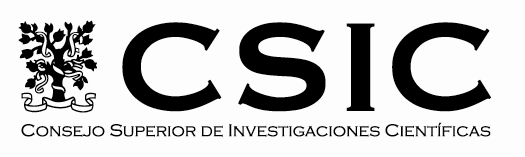 CSIC
CONSEJO SUPERIOR DE INVESTIGACIONES CIENTÍFICAS